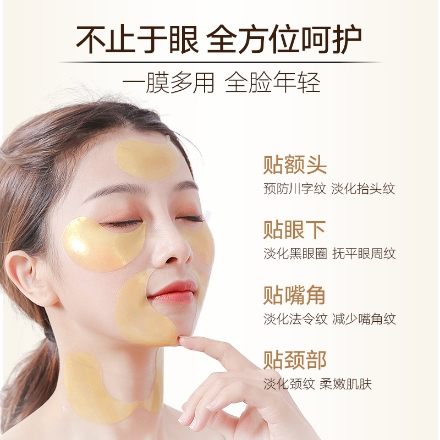 不止于眼 全方位呵护
一膜多用 全脸年轻
贴额头
预防川字纹 淡化抬头纹
贴眼下
淡化黑眼圈 抚平眼周纹
贴嘴角
淡化法令纹 减少嘴角纹
贴颈部
淡化颈纹 柔嫩肌肤